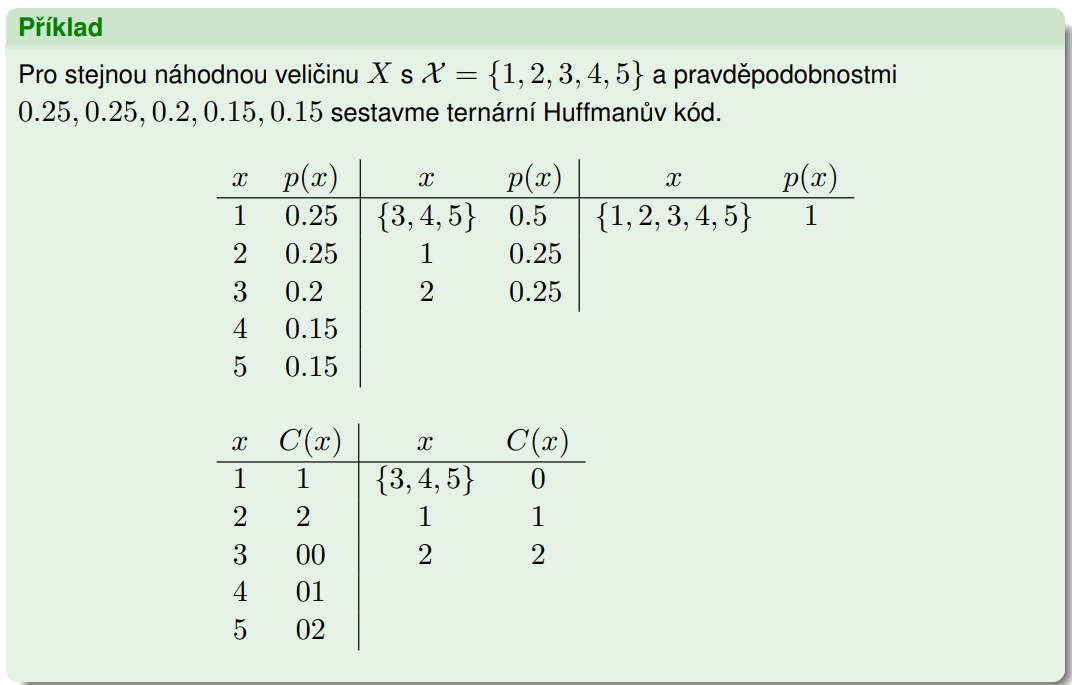 Příklad
Pro stejnou náhodnou veličinu X s 𝒳 = {1, 2, 3, 4, 5} a pravděpodobnostmi
0.25, 0.25, 0.2, 0.15, 0.15 sestavme ternární Huffmanův kód.
x p(x) x p(x) x p(x)
1 0.25 {3, 4, 5} 0.5 {1, 2, 3, 4, 5} 1
2 0.25 1 0.25
3 0.2 2 0.25
4 0.15
5 0.15
x C(x) x C(x)
1 1 {3, 4, 5} 0
2 2 1 1
3 00 2 2
4 01
5 02